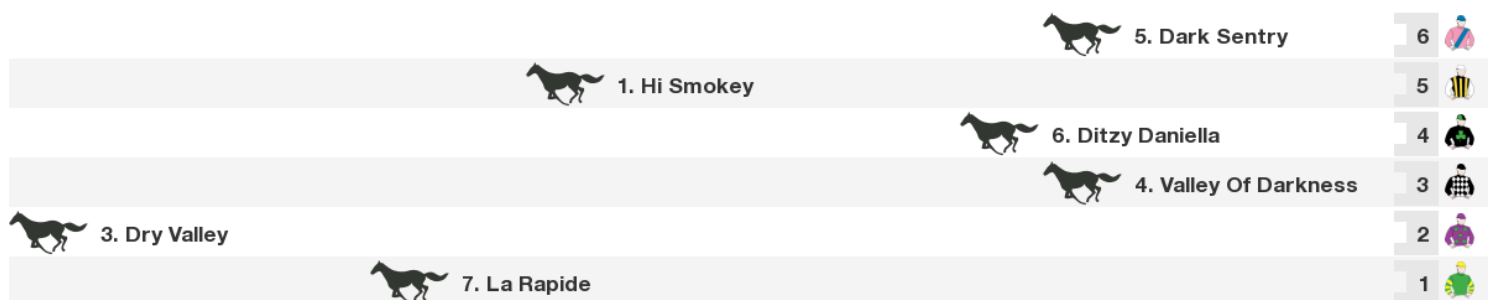 5. Dark Sentry 6
1. Hi Smokey 5
6. Ditzy Daniella 4
4. Valley Of Darkness 3
3. Dry Valley 2
7. La Rapide 1